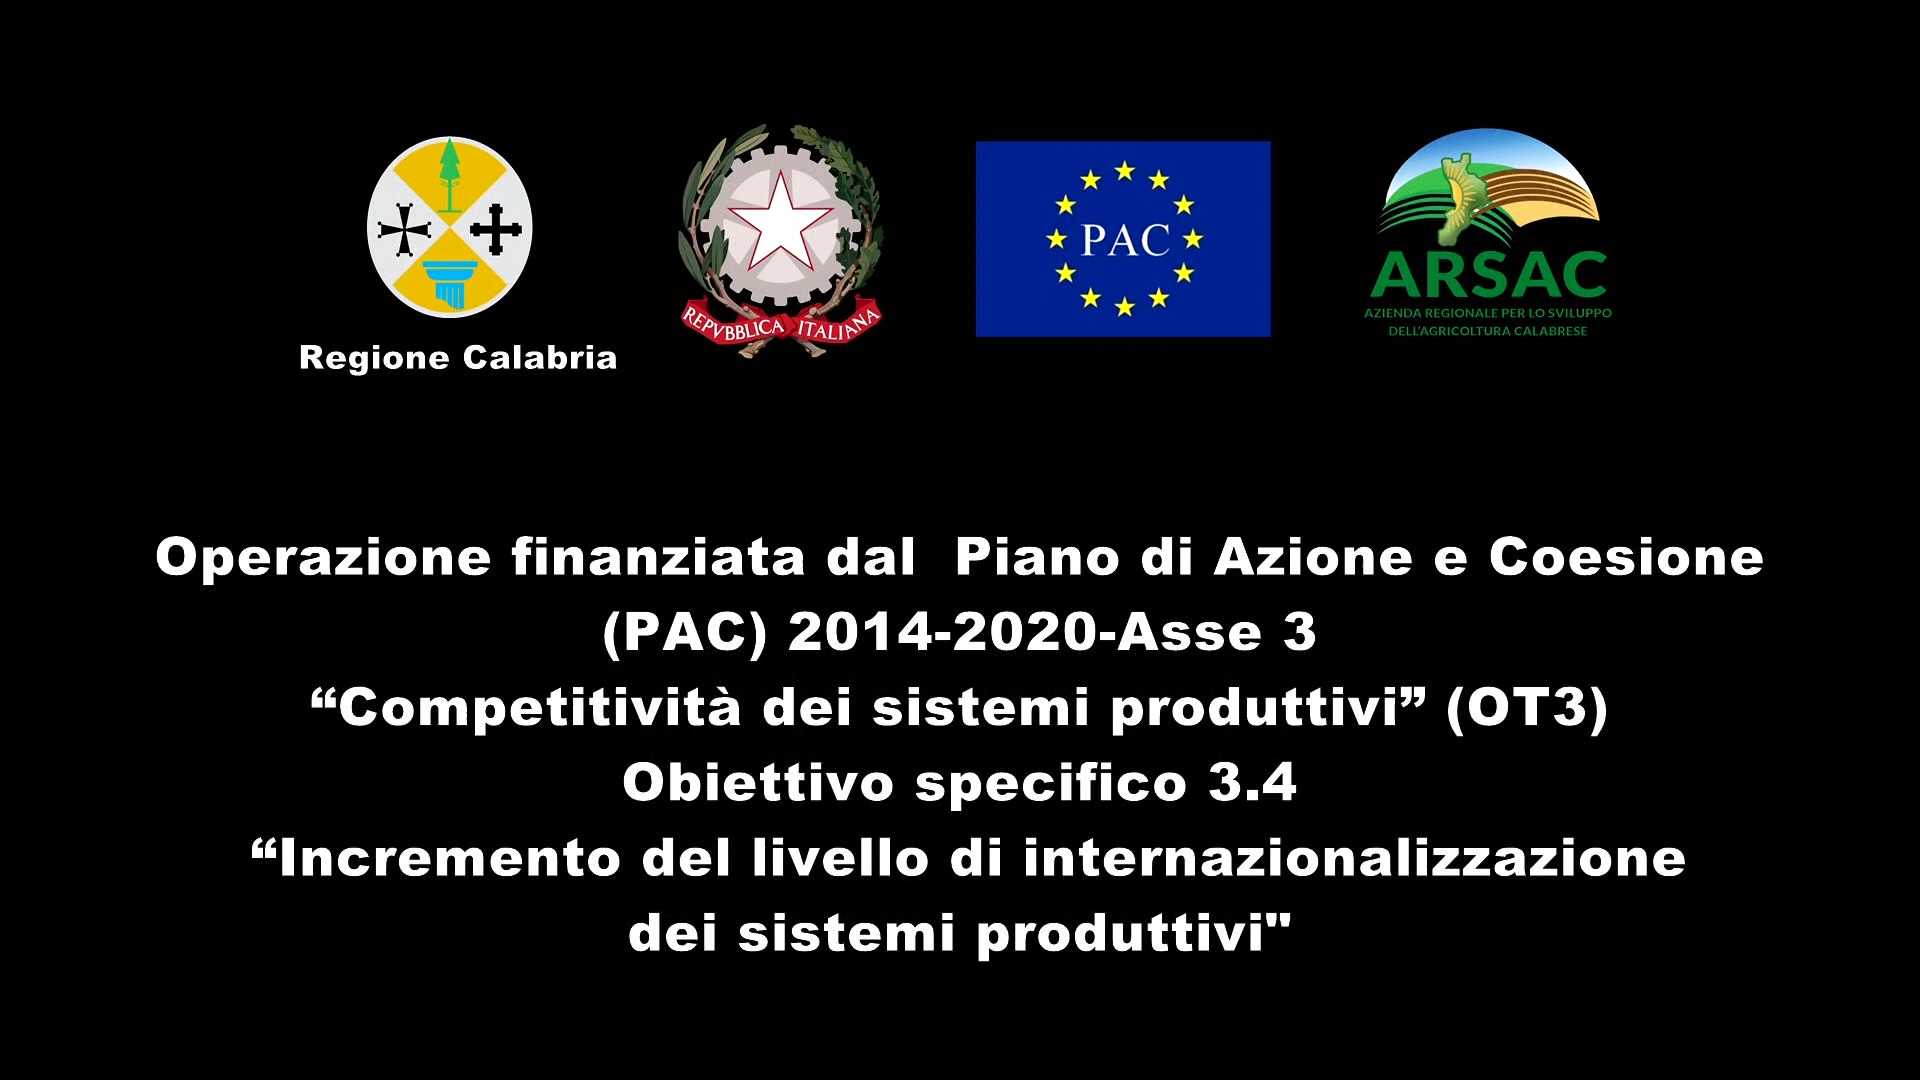 Regione Calabria
REPVBBLICA ITALIANA
PAC
ARSAC
AZIENDA REGIONALE PER LO SVILUPPO
DELL'AGRICOLTURA CALABRESE
Operazione finanziata dal  Piano di Azione e Coesione
(PAC) 2014-2020-Asse 3
“Competitività dei sistemi produttivi” (OT3)
Obiettivo specifico 3.4
“Incremento del livello di internazionalizzazione
dei sistemi produttivi"